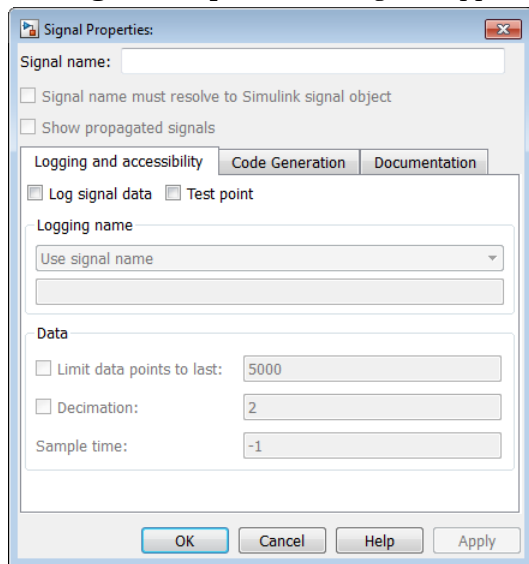 Signal Properties:
Signal name:
Signal name must resolve to Simulink signal object
Show propagated signals
Logging and accessibility Code Generation Documentation
Log signal data Test point
Logging name
Use signal name
Data
Limit data points to last: 5000
Decimation: 2
Sample time: -1
OK Cancel Help Apply